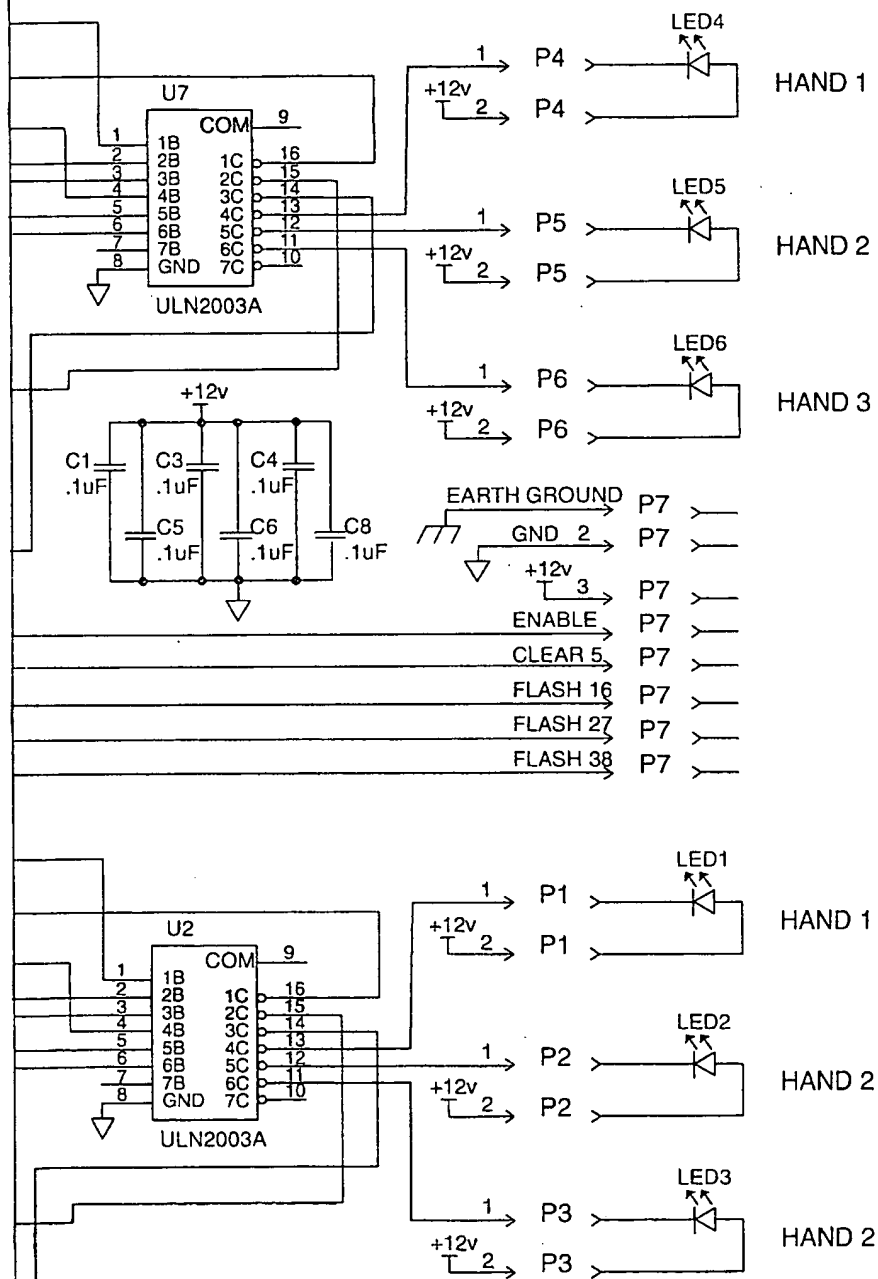 LED4
1 P4
HAND 1
+12v
2 P4
U7
COM 9
1 1B
2 2B
3 3B
4 4B
5 5B
6 6B
7 7B
8 GND
1C 16
2C 15
3C 14
4C 13
5C 12
6C 11
7C 10
ULN2003A
LED5
1 P5
HAND 2
+12v
2 P5
LED6
1 P6
HAND 3
+12v
2 P6
+12v
C1
.1uF
C3
.1uF
C4
.1uF
C5
.1uF
C6
.1uF
C8
.1uF
EARTH GROUND P7
GND 2 P7
+12v
3 P7
ENABLE P7
CLEAR 5 P7
FLASH 16 P7
FLASH 27 P7
FLASH 38 P7
LED1
1 P1
HAND 1
+12v
2 P1
U2
COM 9
1 1B
2 2B
3 3B
4 4B
5 5B
6 6B
7 7B
8 GND
1C 16
2C 15
3C 14
4C 13
5C 12
6C 11
7C 10
ULN2003A
LED2
1 P2
HAND 2
+12v
2 P2
LED3
1 P3
HAND 2
+12v
2 P3